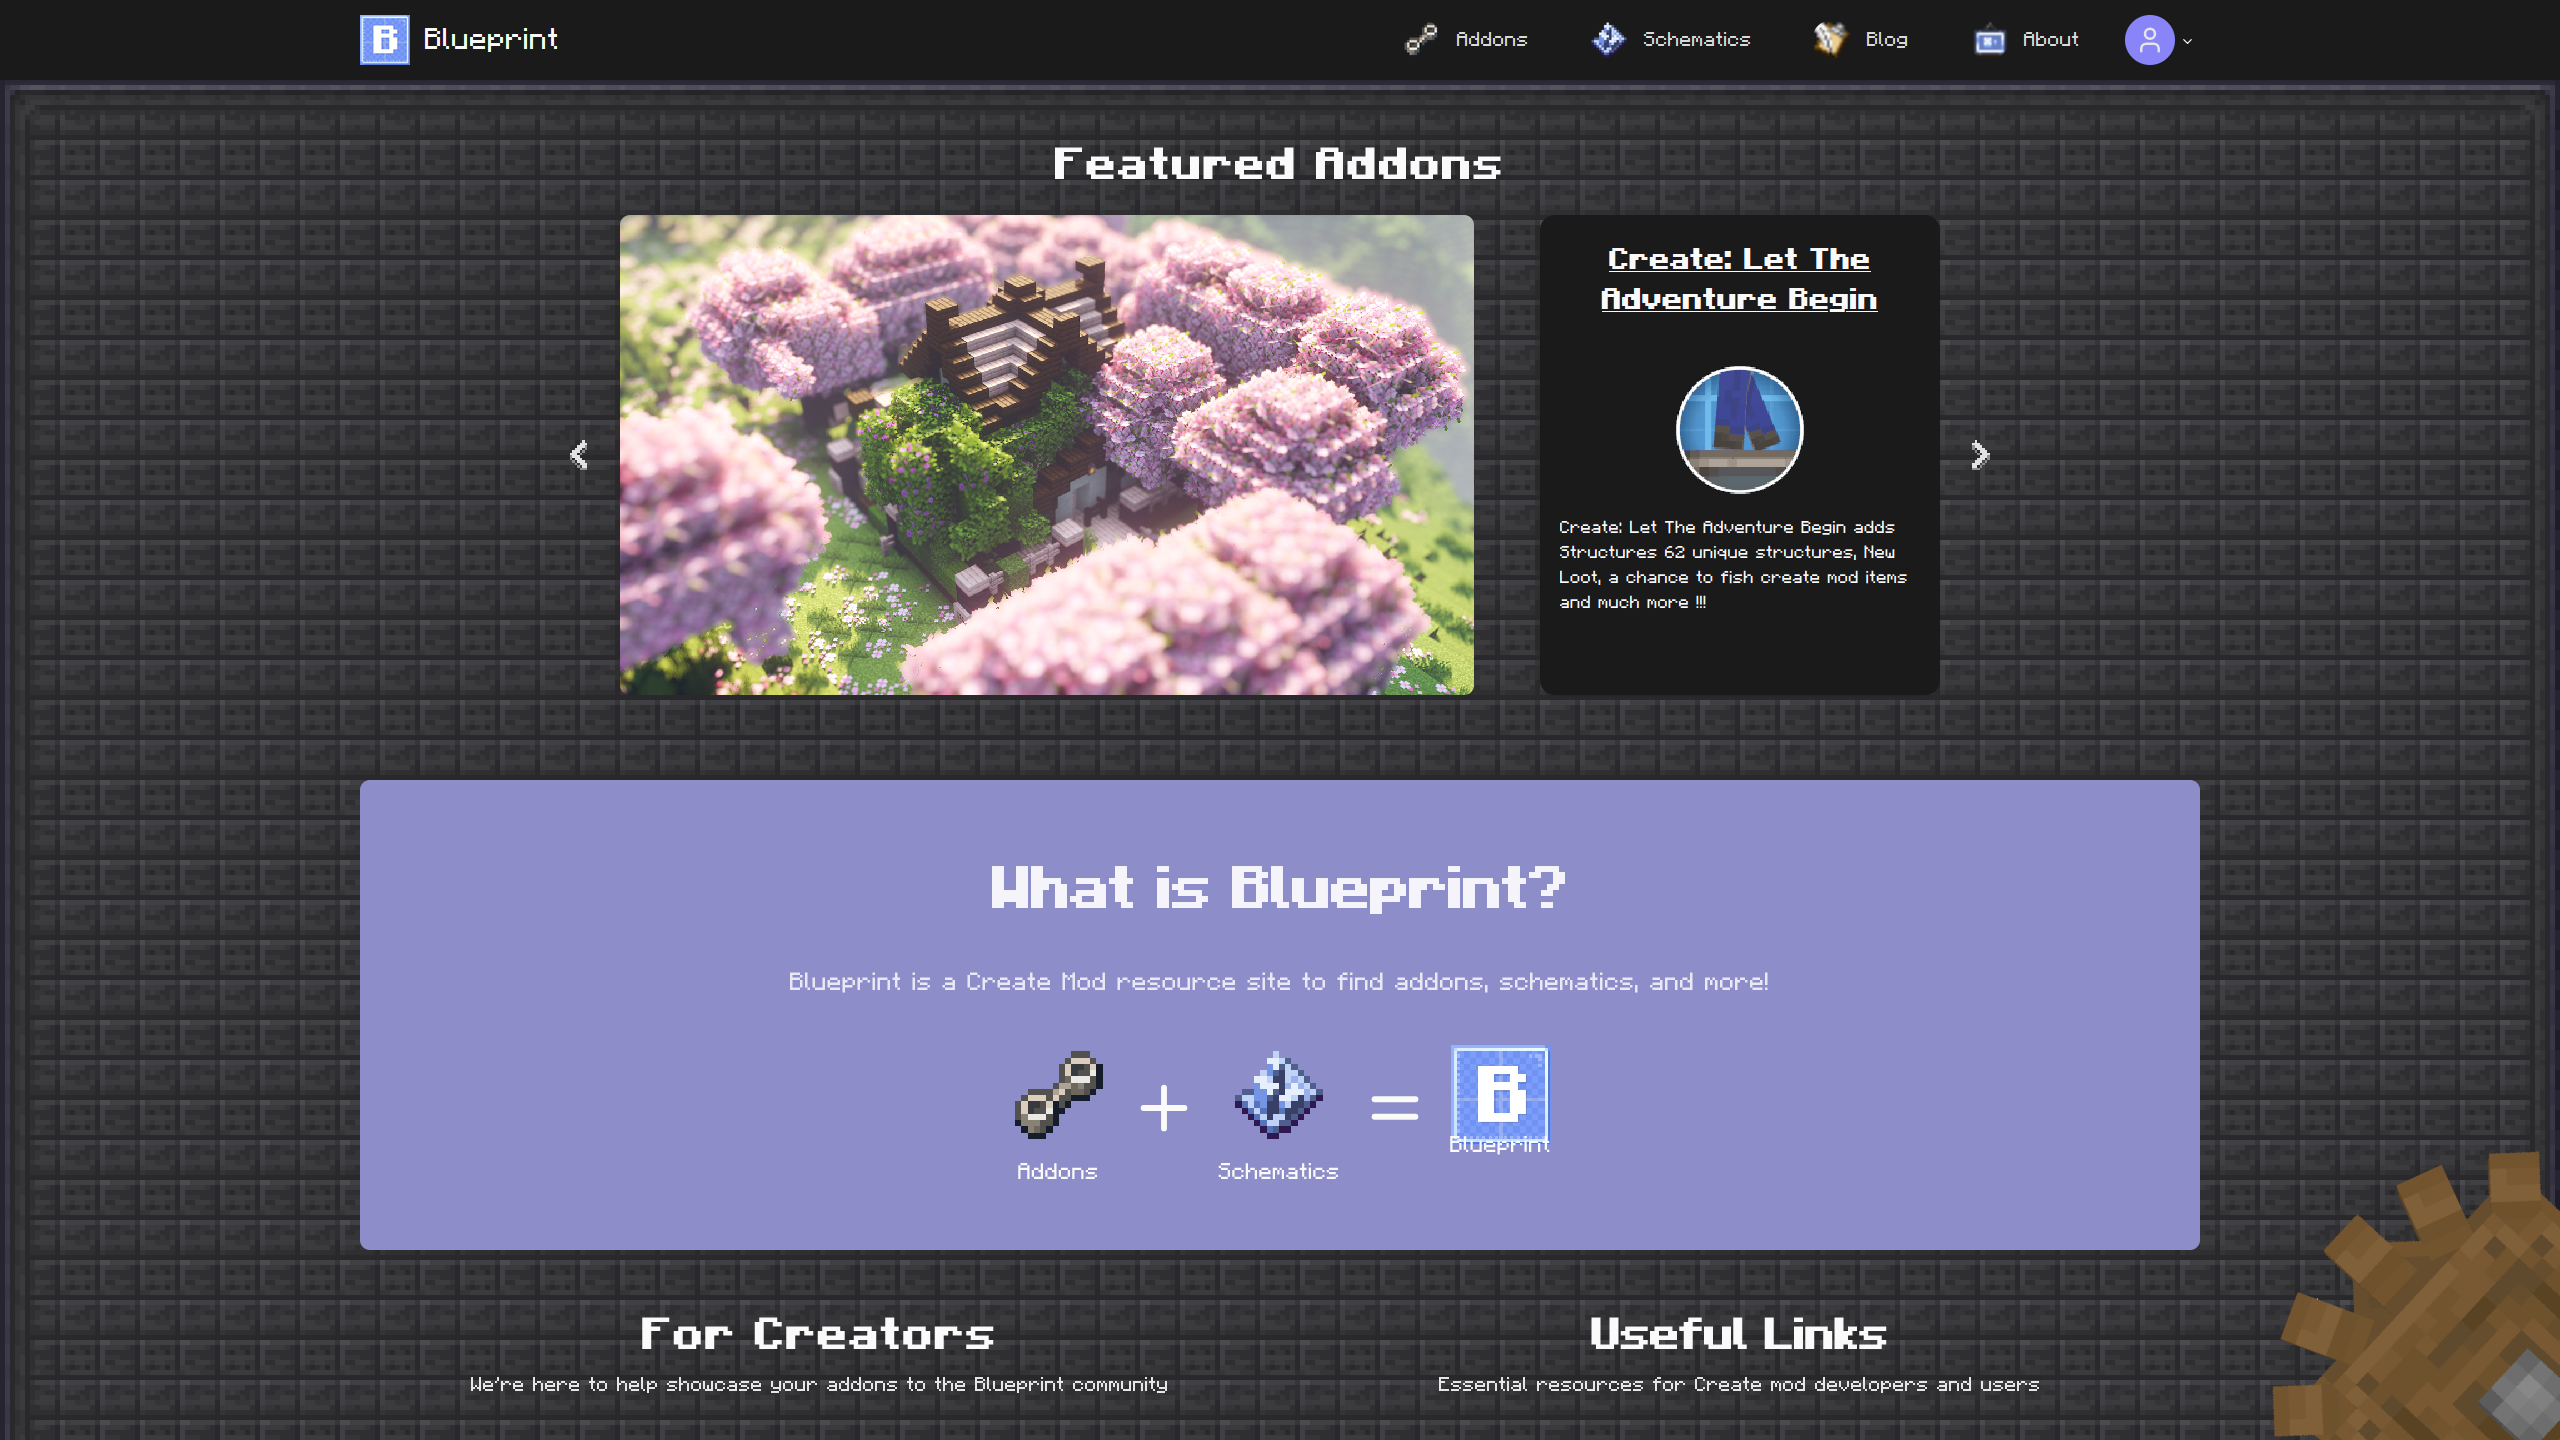 Blueprint
Addons
Schematics
Blog
About
Featured Addons
Create: Let The
Adventure Begin
Create: Let The Adventure Begin adds
Structures 62 unique structures, New
Loot, a chance to fish create mod items
and much more !!!
What is Blueprint?
Blueprint is a Create Mod resource site to find addons, schematics, and more!
B
Addons
Schematics
Blueprint
For Creators
We're here to help showcase your addons to the Blueprint community
Useful Links
Essential resources for Create mod developers and users